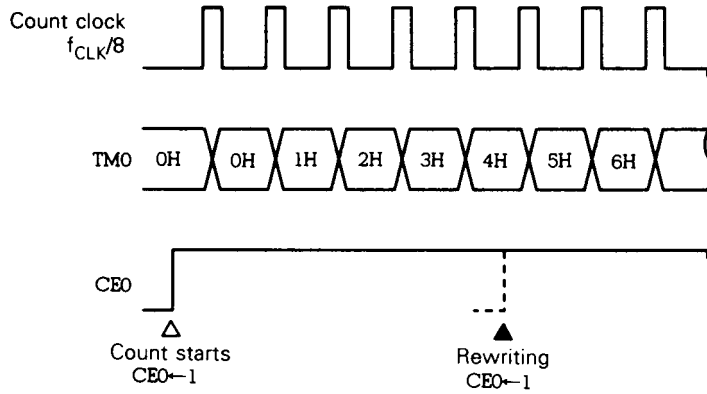 Count clock
fCLK/8
TM0 0H 0H 1H 2H 3H 4H 5H 6H
CE0
Count starts
CE0←1
Rewriting
CE0←1